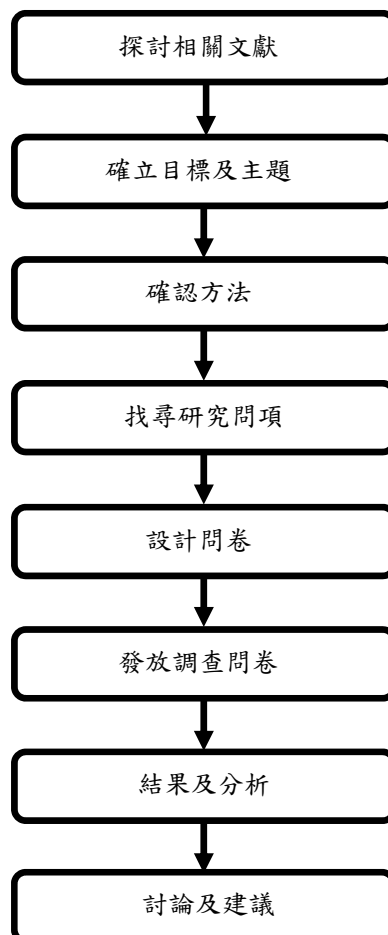 探討相關文獻
確立目標及主題
確認方法
找尋研究問項
設計問卷
發放調查問卷
結果及分析
討論及建議